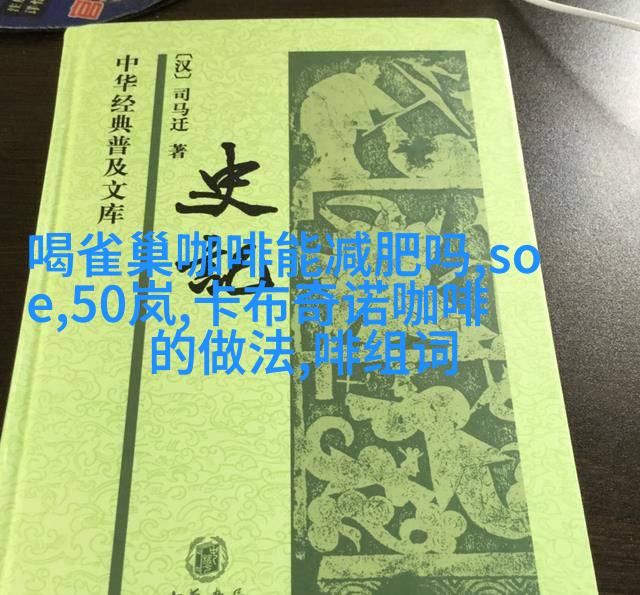 中华经典普及文库
〔汉〕司马迁 著
史记
喝雀巢咖啡能减肥吗,so
e,50岚,卡布奇诺咖啡
的做法,啡组词